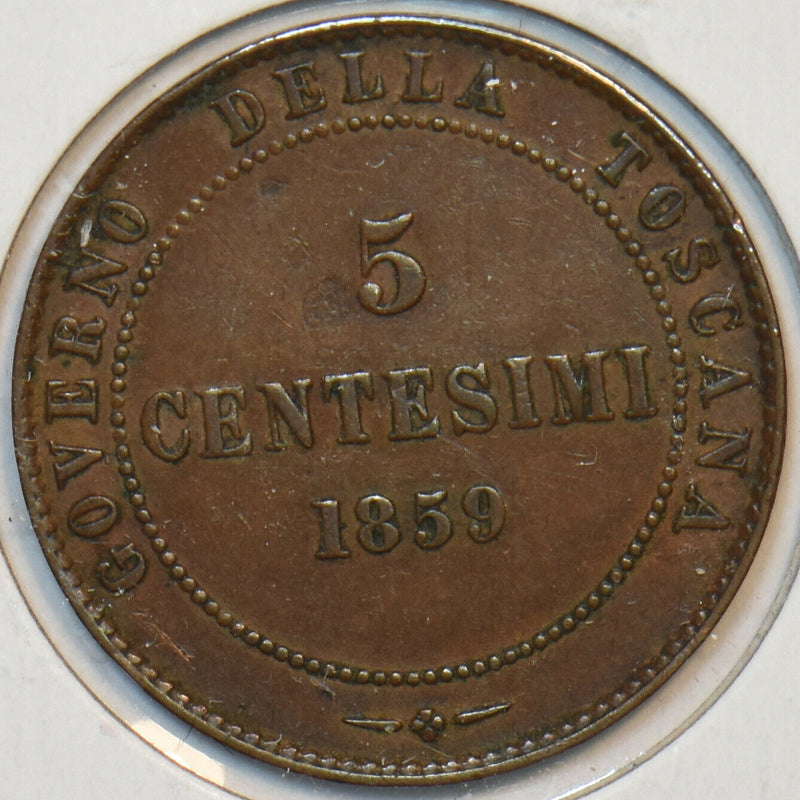 GOVERNO DELLA TOSCANA
5
CENTESIMI
1859